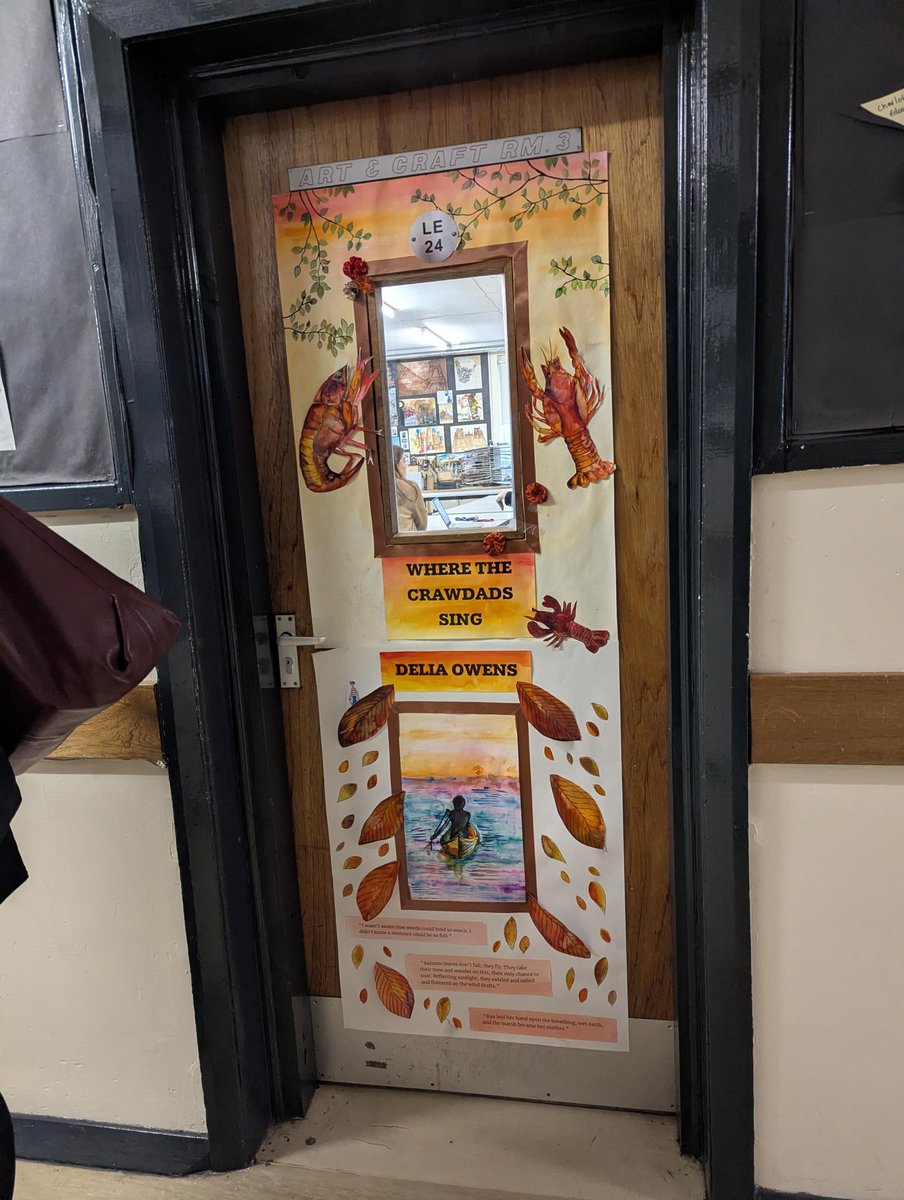 ART & CRAFT RM.3
LE
24
WHERE THE
CRAWDADS
SING
DELIA OWENS
"I wasn't aware that words could hold so much. I
didn't know a sentence could be so full."
"Autumn leaves don't fall; they fly. They take
their time and wander on this, their only chance to
soar. Reflecting sunlight, they swirled and sailed
and fluttered on the wind drafts."
"Kya laid her hand upon the breathing, wet earth,
and the marsh became her mother."